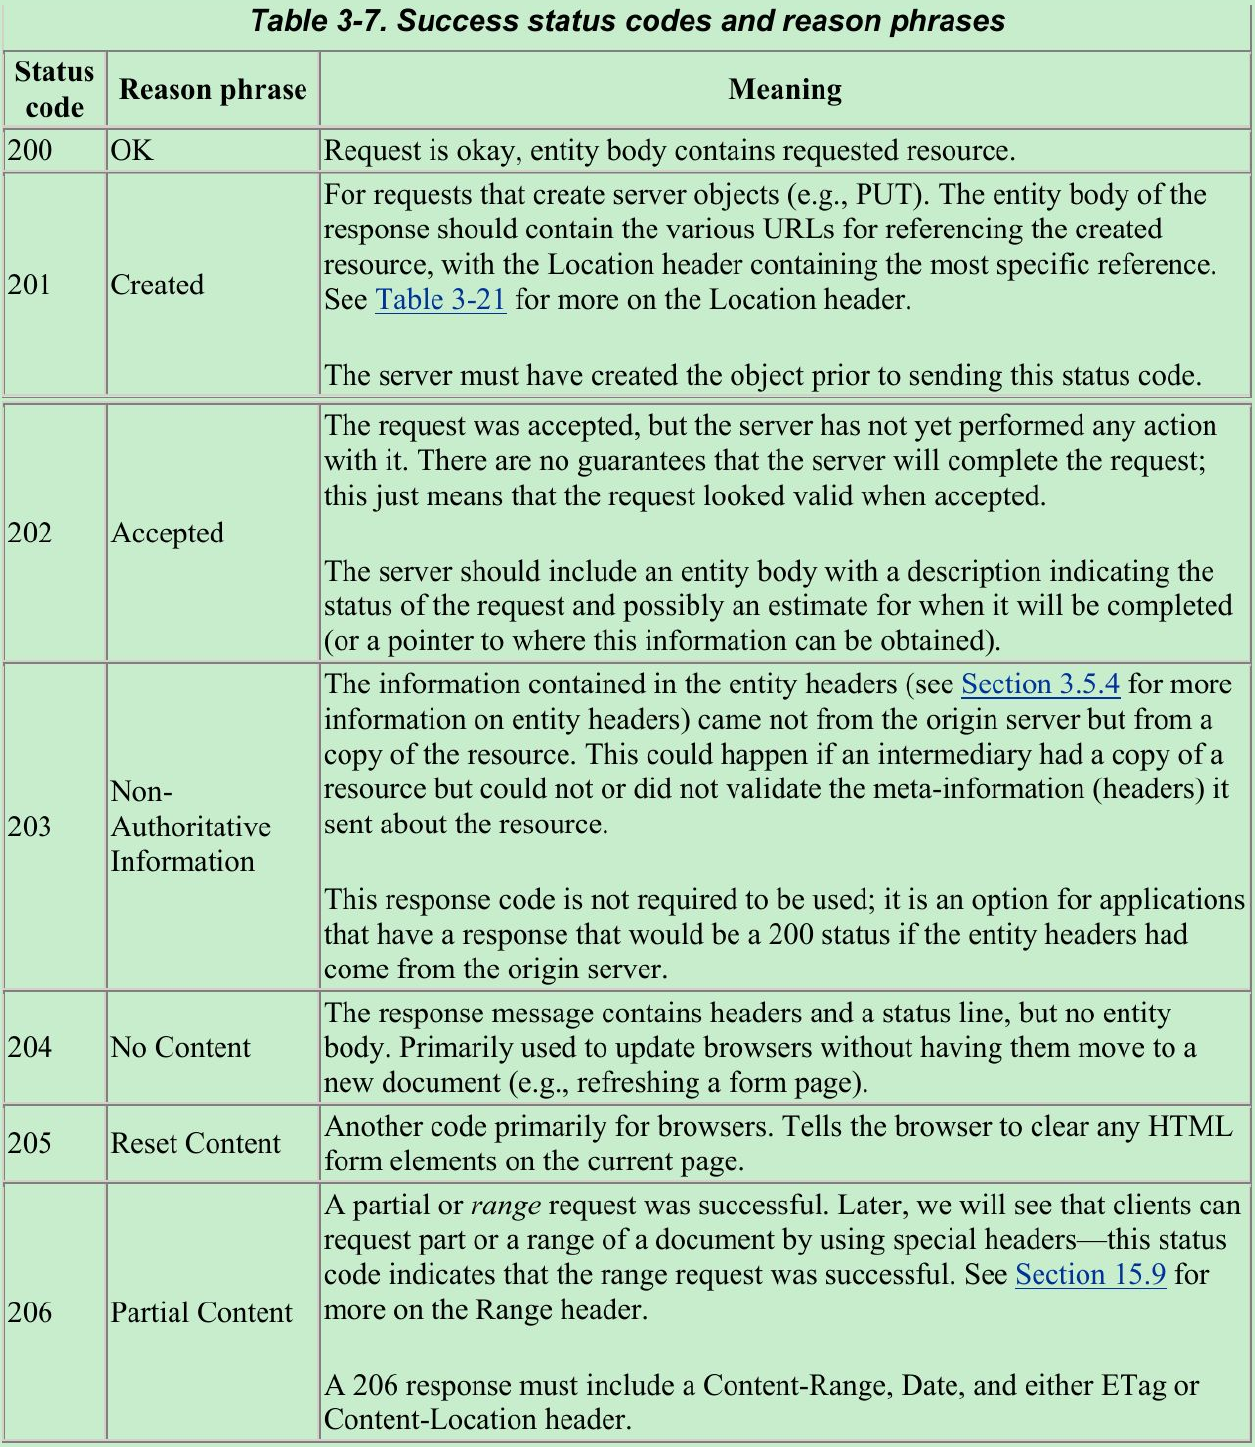 Table 3-7. Success status codes and reason phrases
Status
code
Reason phrase
Meaning
200
OK
Request is okay, entity body contains requested resource.
201
Created
For requests that create server objects (e.g., PUT). The entity body of the
response should contain the various URLs for referencing the created
resource, with the Location header containing the most specific reference.
See Table 3-21 for more on the Location header.
The server must have created the object prior to sending this status code.
202
Accepted
The request was accepted, but the server has not yet performed any action
with it. There are no guarantees that the server will complete the request;
this just means that the request looked valid when accepted.
The server should include an entity body with a description indicating the
status of the request and possibly an estimate for when it will be completed
(or a pointer to where this information can be obtained).
203
Non-
Authoritative
Information
The information contained in the entity headers (see Section 3.5.4 for more
information on entity headers) came not from the origin server but from a
copy of the resource. This could happen if an intermediary had a copy of a
resource but could not or did not validate the meta-information (headers) it
sent about the resource.
This response code is not required to be used; it is an option for applications
that have a response that would be a 200 status if the entity headers had
come from the origin server.
204
No Content
The response message contains headers and a status line, but no entity
body. Primarily used to update browsers without having them move to a
new document (e.g., refreshing a form page).
205
Reset Content
Another code primarily for browsers. Tells the browser to clear any HTML
form elements on the current page.
206
Partial Content
A partial or range request was successful. Later, we will see that clients can
request part or a range of a document by using special headers—this status
code indicates that the range request was successful. See Section 15.9 for
more on the Range header.
A 206 response must include a Content-Range, Date, and either ETag or
Content-Location header.